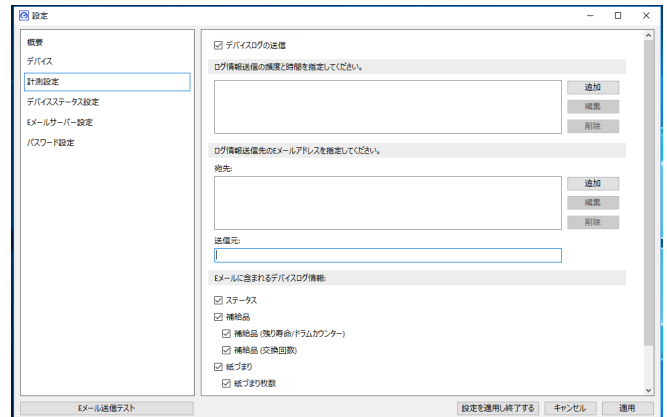 設定
概要
デバイス
計測設定
デバイスステータス設定
Eメールサーバー設定
パスワード設定
デバイスログの送信
ログ情報送信の頻度と時間を指定してください。
追加
編集
削除
ログ情報送信先のEメールアドレスを指定してください。
宛先:
追加
編集
削除
送信元:
Eメールに含まれるデバイスログ情報:
ステータス
補給品
補給品 (残り寿命/ドラムカウンター)
補給品 (交換回数)
紙づまり
紙づまり枚数
Eメール送信テスト
設定を適用し終了する
キャンセル
適用